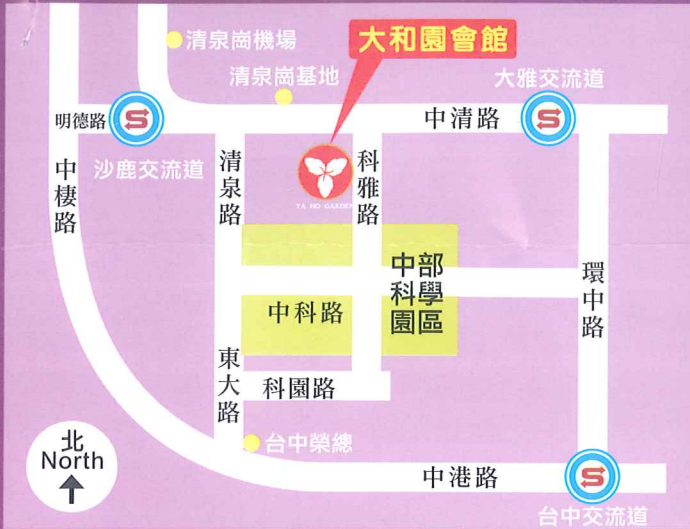 清泉崗機場
大和園會館
清泉崗基地
大雅交流道
明德路
中清路
沙鹿交流道
中棲路
清泉路
科雅路
TA HO GARDEN
中部
科學
園區
環中路
中科路
東大路
科園路
台中榮總
北
North
中港路
台中交流道